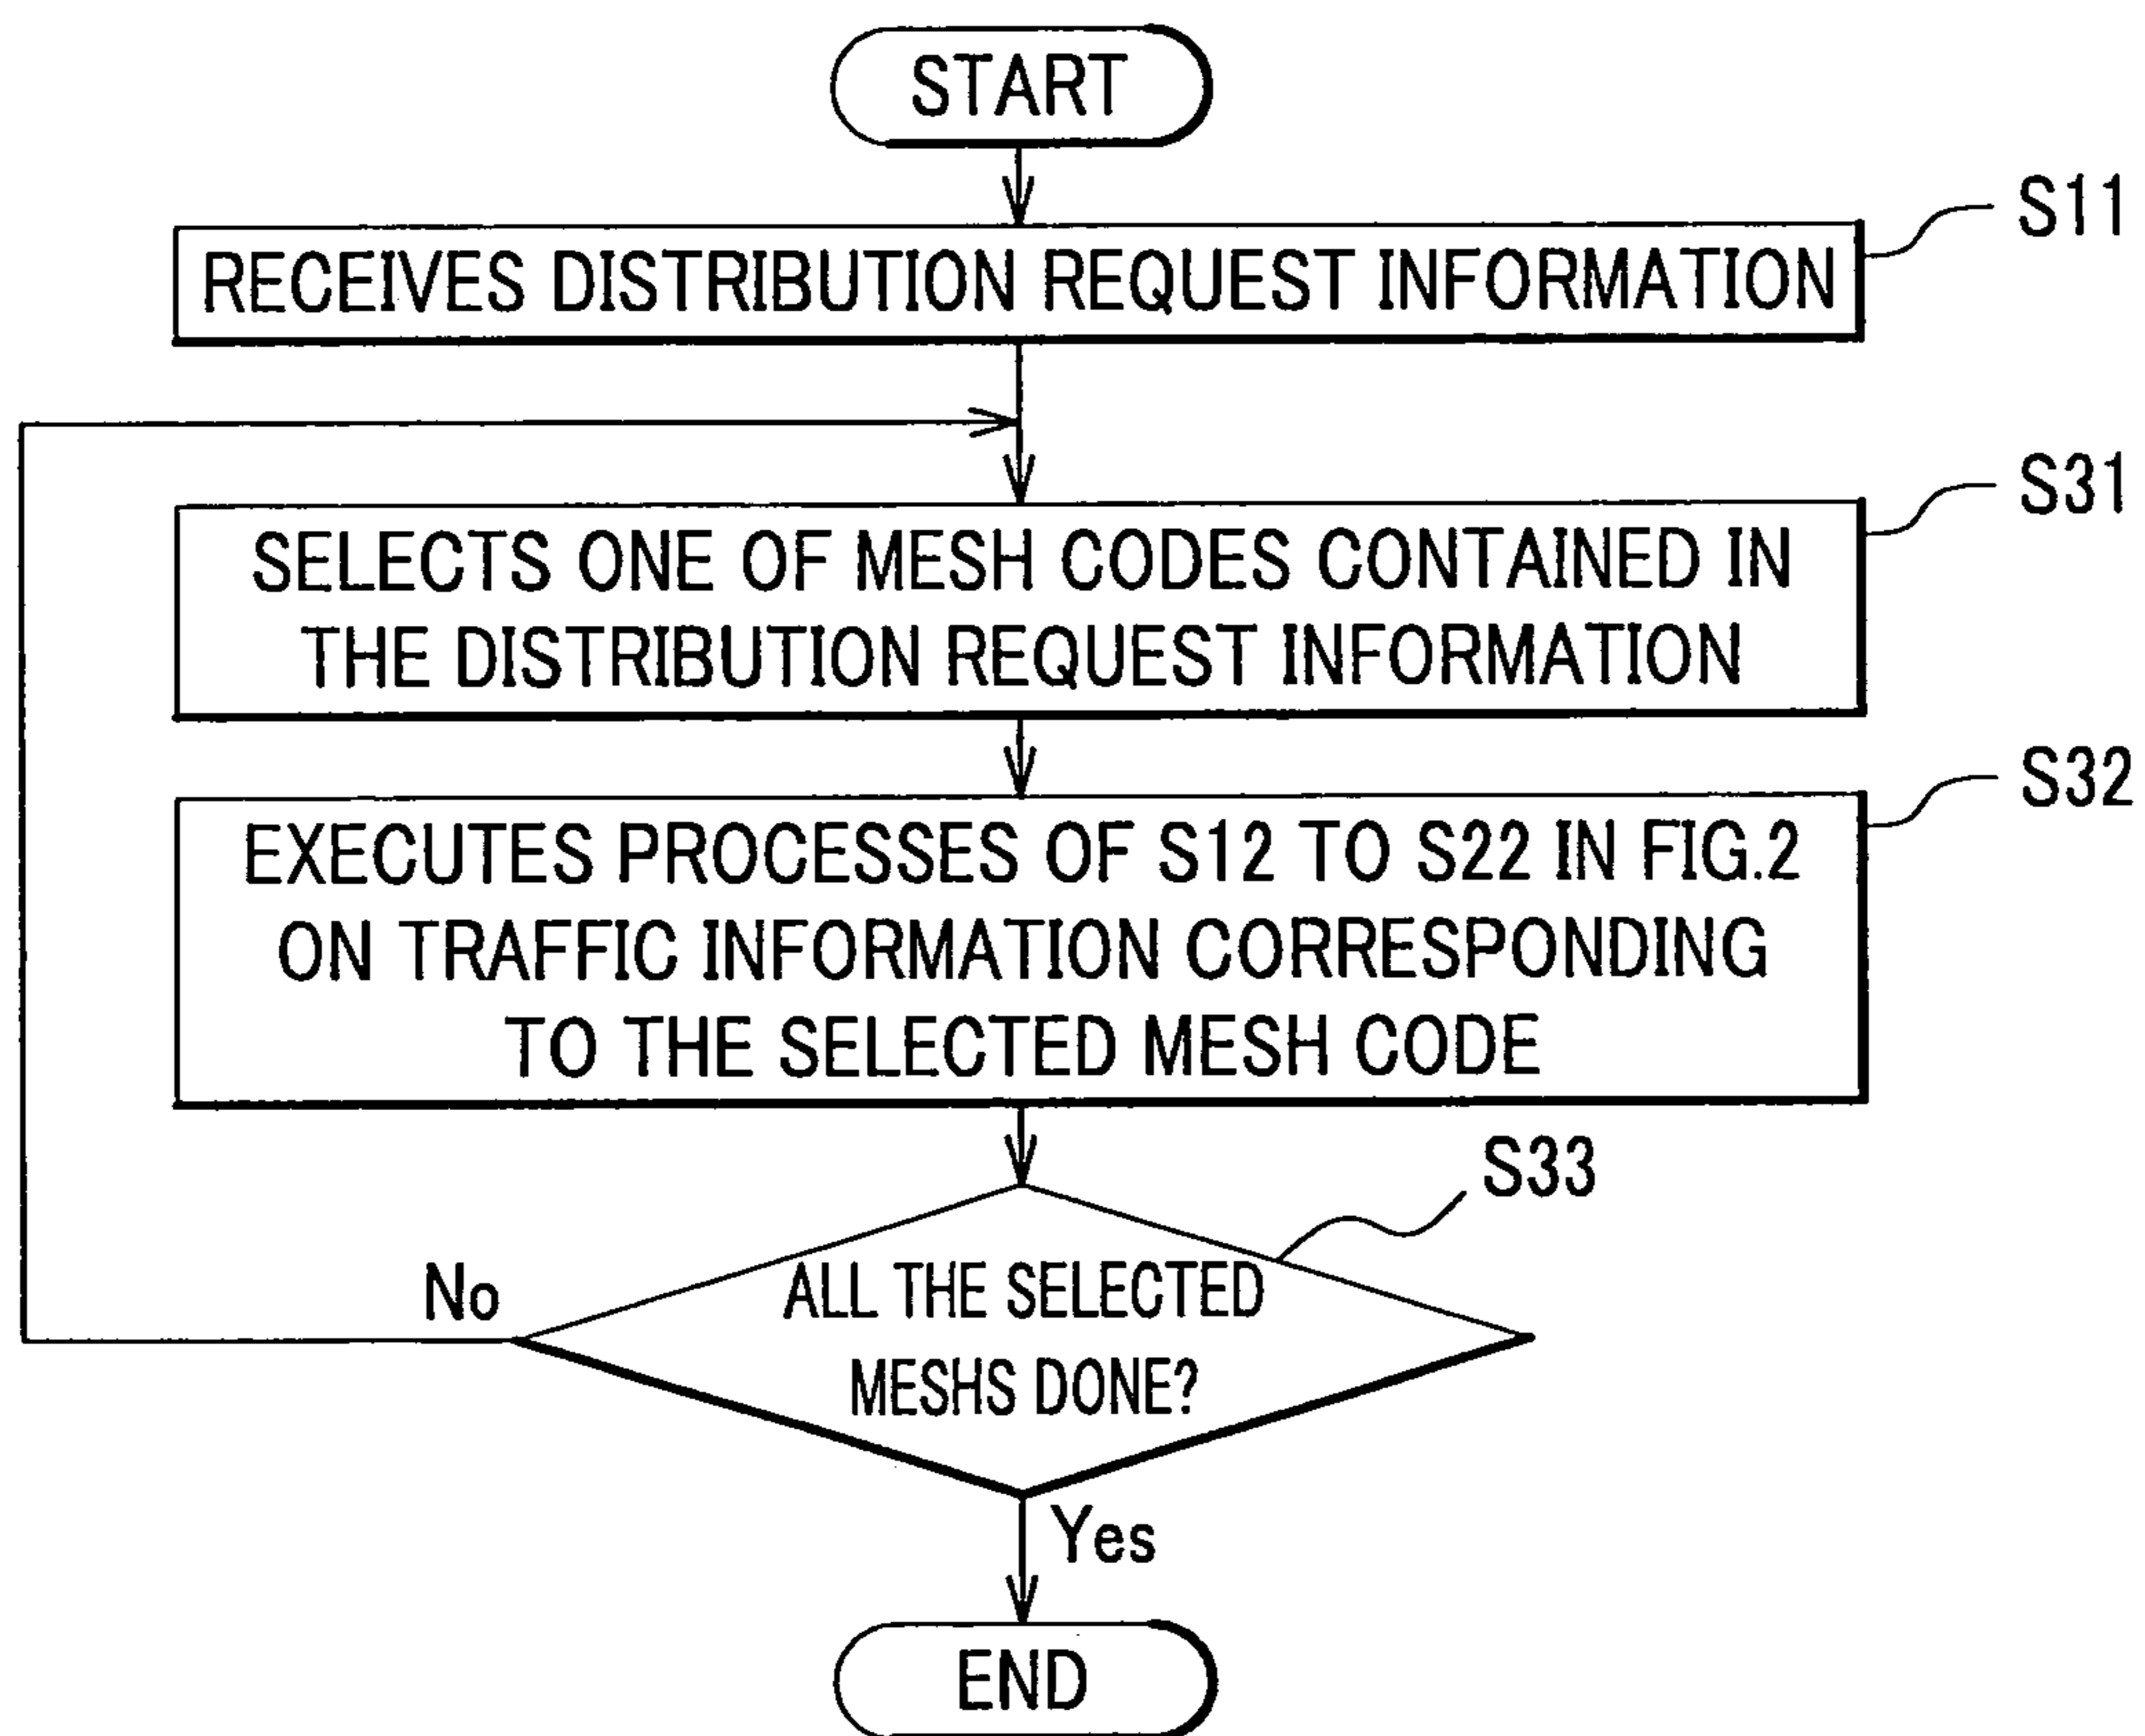 START
S11
RECEIVES DISTRIBUTION REQUEST INFORMATION
S31
SELECTS ONE OF MESH CODES CONTAINED IN
THE DISTRIBUTION REQUEST INFORMATION
S32
EXECUTES PROCESSES OF S12 TO S22 IN FIG.2
ON TRAFFIC INFORMATION CORRESPONDING
TO THE SELECTED MESH CODE
S33
No
ALL THE SELECTED
MESHS DONE?
Yes
END